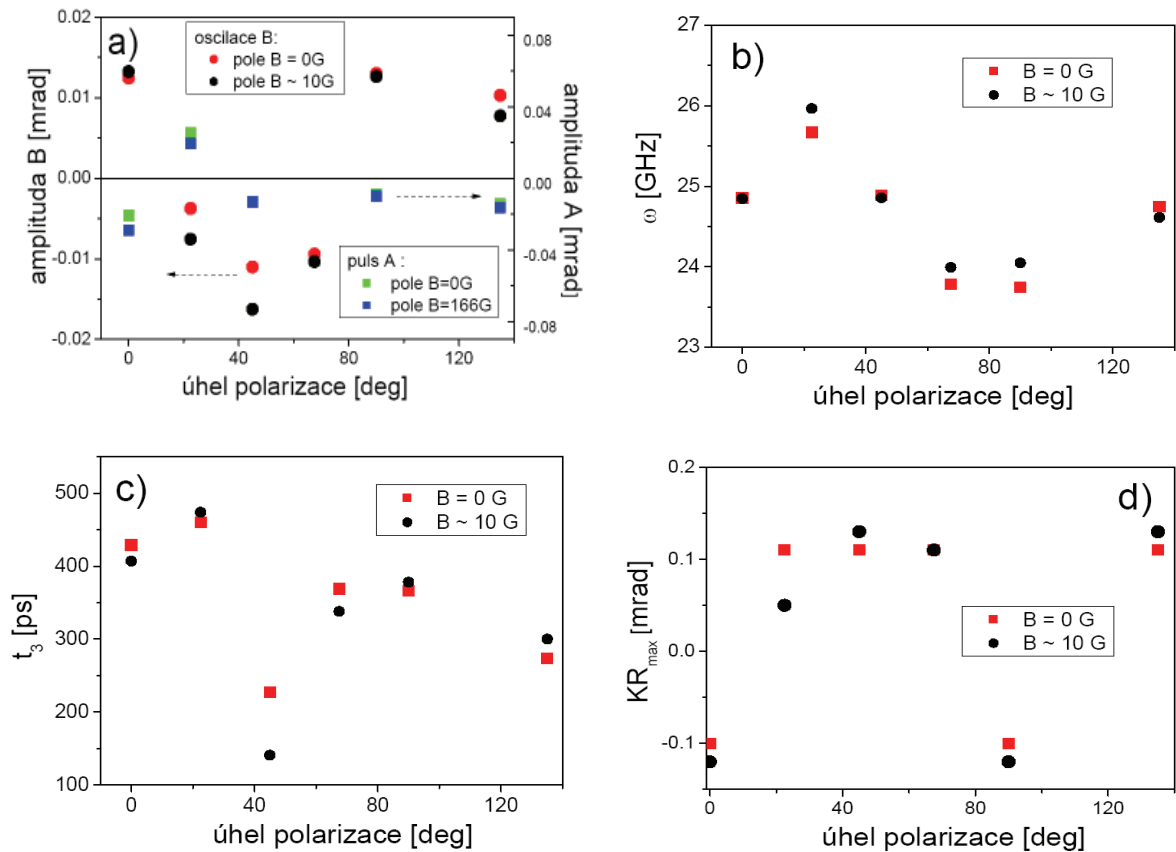 a)
oscilace B:
pole B = 0G
pole B ~ 10G
puls A :
pole B=0G
pole B=166G
0.02
0.01
0.00
-0.01
-0.02
amplituda B [mrad]
0.08
0.04
0.00
-0.04
-0.08
amplituda A [mrad]
0 40 80 120
úhel polarizace [deg]
b)
B = 0 G
B ~ 10 G
27
26
25
24
23
ω [GHz]
0 40 80 120
úhel polarizace [deg]
c)
B = 0 G
B ~ 10 G
500
400
300
200
100
t3 [ps]
0 40 80 120
úhel polarizace [deg]
d)
B = 0 G
B ~ 10 G
0.2
0.1
0.0
-0.1
KRmax [mrad]
0 40 80 120
úhel polarizace [deg]